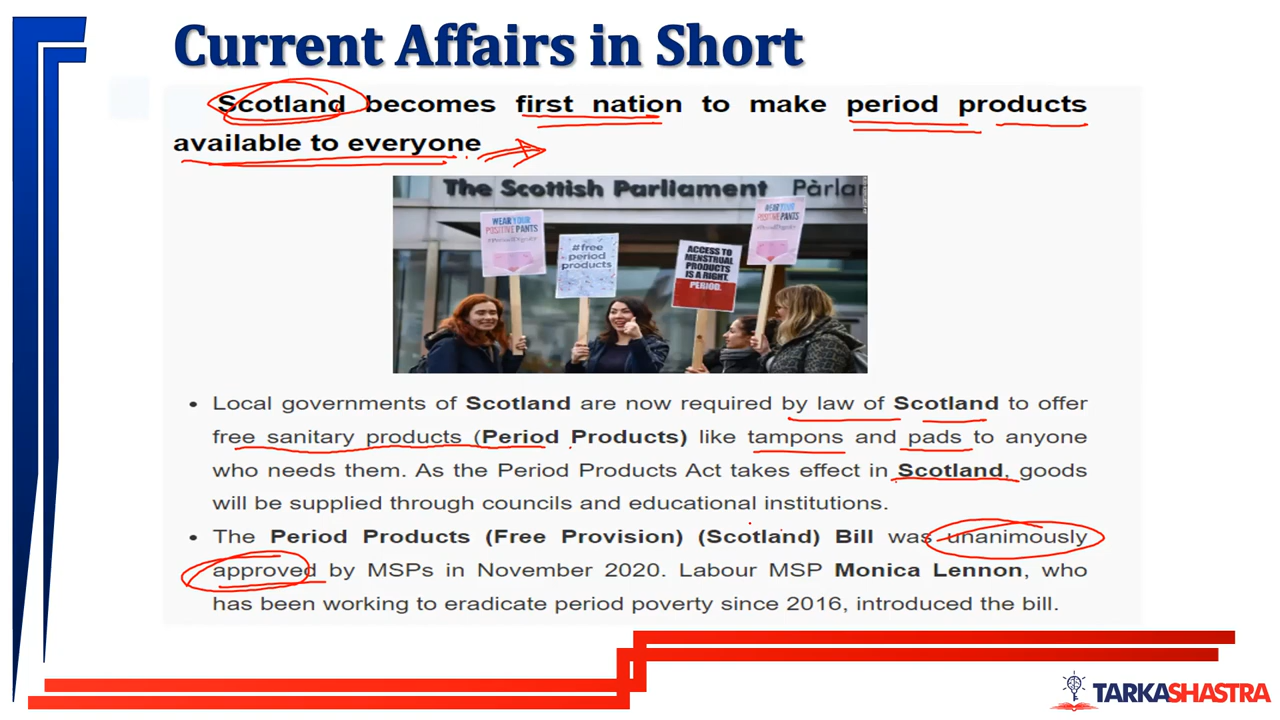 Current Affairs in Short
Scotland becomes first nation to make period products
available to everyone
The Scottish Parliament Pàrla
WEAR YOUR
POSITIVE PANTS
#free
period
products
ACCESS TO
MENSTRUAL
PRODUCTS
IS A RIGHT.
PERIOD.
WEAR YOUR
POSITIVE PANTS
• Local governments of Scotland are now required by law of Scotland to offer
free sanitary products (Period Products) like tampons and pads to anyone
who needs them. As the Period Products Act takes effect in Scotland, goods
will be supplied through councils and educational institutions.
• The Period Products (Free Provision) (Scotland) Bill was unanimously
approved by MSPs in November 2020. Labour MSP Monica Lennon, who
has been working to eradicate period poverty since 2016, introduced the bill.
TARKASHASTRA